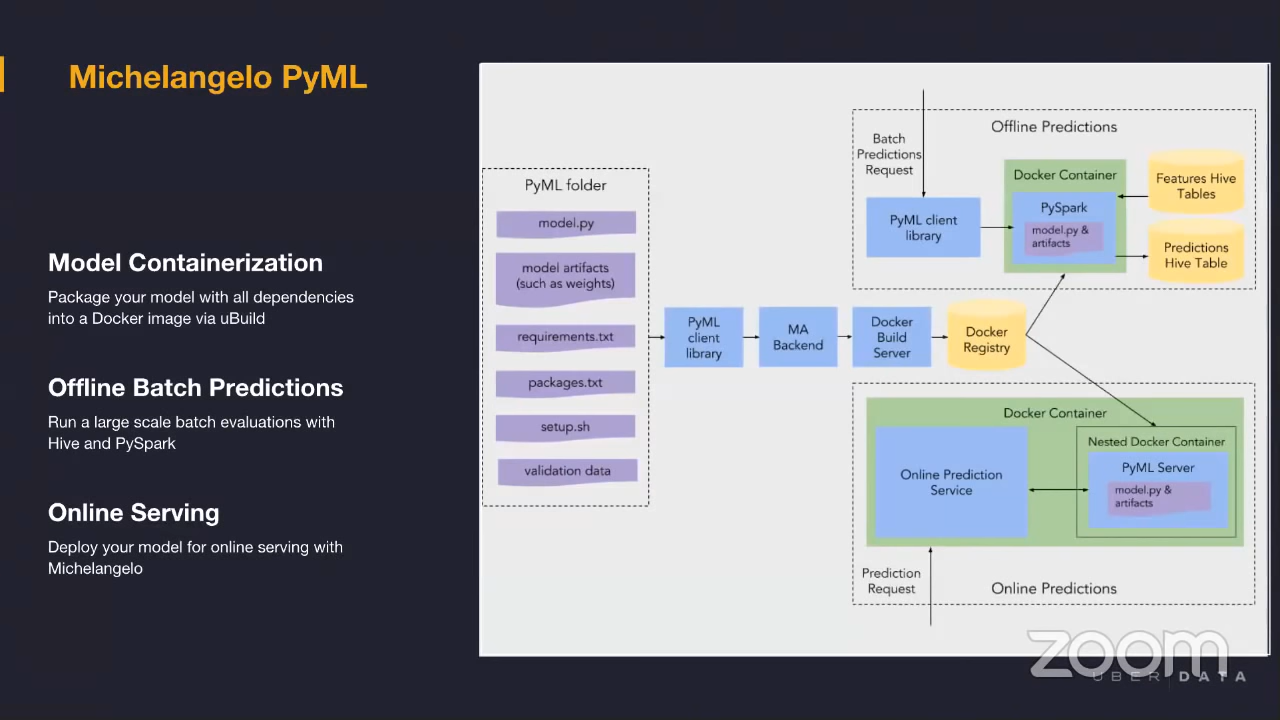 Michelangelo PyML
Model Containerization
Package your model with all dependencies
into a Docker image via uBuild
Offline Batch Predictions
Run a large scale batch evaluations with
Hive and PySpark
Online Serving
Deploy your model for online serving with
Michelangelo
PyML folder
model.py
model artifacts
(such as weights)
requirements.txt
packages.txt
setup.sh
validation data
PyML
client
library
MA
Backend
Docker
Build
Server
Docker
Registry
Offline Predictions
Batch
Predictions
Request
PyML client
library
Docker Container
PySpark
model.py &
artifacts
Features Hive
Tables
Predictions
Hive Table
Docker Container
Online Prediction
Service
Nested Docker Container
PyML Server
model.py &
artifacts
Prediction
Request
Online Predictions
zoom
UBER DATA